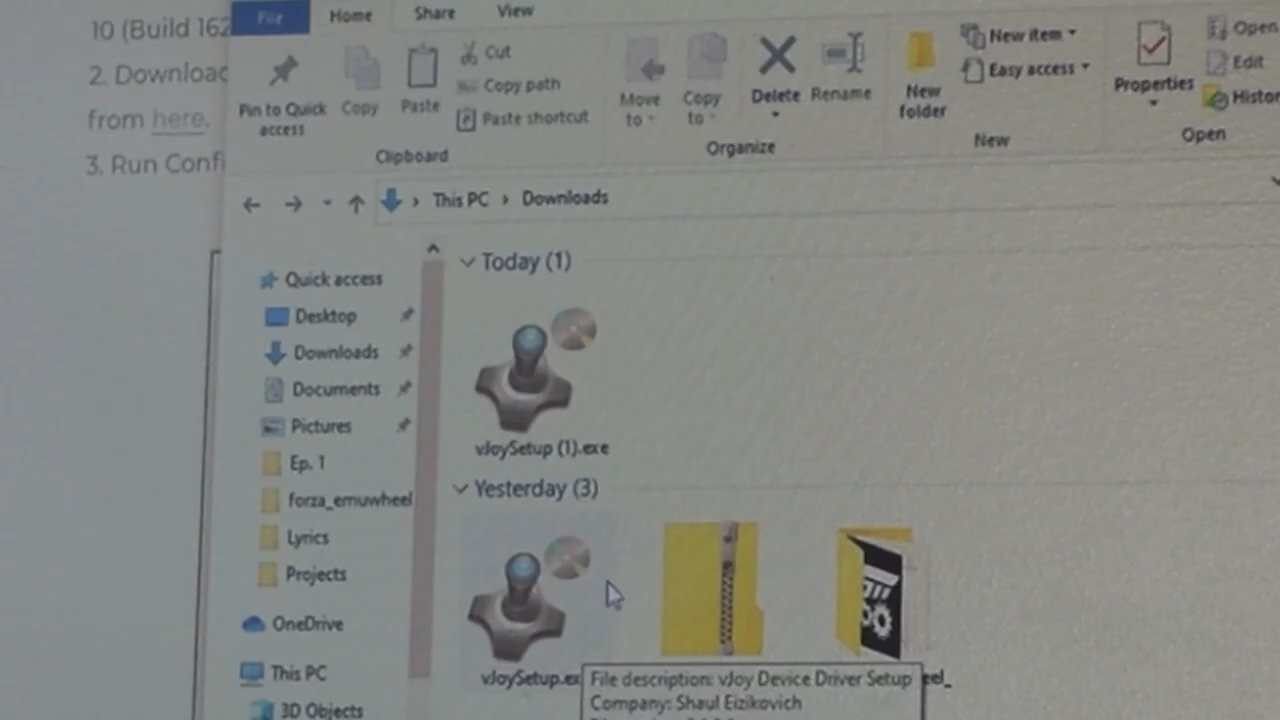 10 (Build 162
2. Download
from here.
3. Run Confi
File Home Share View
Pin to Quick access
Copy
Paste
Cut
Copy path
Paste shortcut
Clipboard
Move to
Copy to
Delete
Rename
Organize
New folder
New item
Easy access
New
Properties
Open
Edit
Histor
Open
This PC > Downloads
Quick access
Desktop
Downloads
Documents
Pictures
Ep. 1
forza_emuwheel
Lyrics
Projects
OneDrive
This PC
3D Objects
Today (1)
vJoySetup (1).exe
Yesterday (3)
vJoySetup.ex
eel_
File description: vJoy Device Driver Setup
Company: Shaul Eizikovich